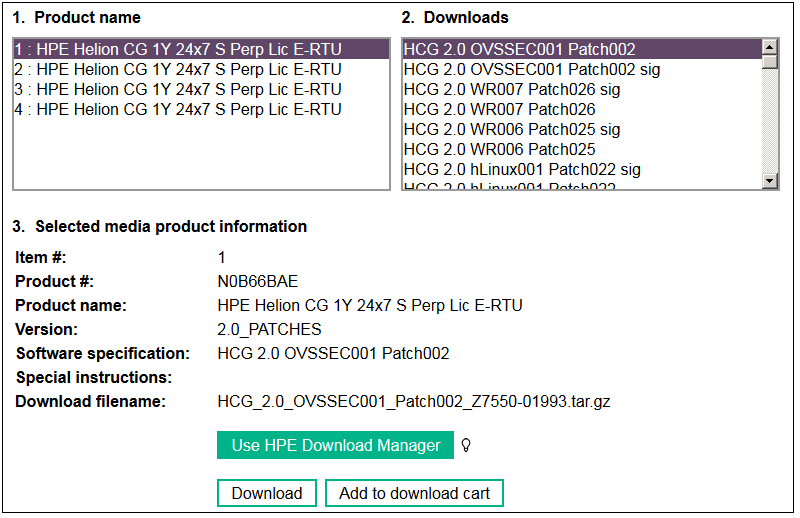 1. Product name
2. Downloads
1 : HPE Helion CG 1Y 24x7 S Perp Lic E-RTU
2 : HPE Helion CG 1Y 24x7 S Perp Lic E-RTU
3 : HPE Helion CG 1Y 24x7 S Perp Lic E-RTU
4 : HPE Helion CG 1Y 24x7 S Perp Lic E-RTU
HCG 2.0 OVSSEC001 Patch002
HCG 2.0 OVSSEC001 Patch002 sig
HCG 2.0 WR007 Patch026 sig
HCG 2.0 WR007 Patch026
HCG 2.0 WR006 Patch025 sig
HCG 2.0 WR006 Patch025
HCG 2.0 hLinux001 Patch022 sig
HCG 2.0 hLinux001 Patch022
3. Selected media product information
Item #: 1
Product #: N0B66BAE
Product name: HPE Helion CG 1Y 24x7 S Perp Lic E-RTU
Version: 2.0_PATCHES
Software specification: HCG 2.0 OVSSEC001 Patch002
Special instructions:
Download filename: HCG_2.0_OVSSEC001_Patch002_Z7550-01993.tar.gz
Use HPE Download Manager
Download Add to download cart